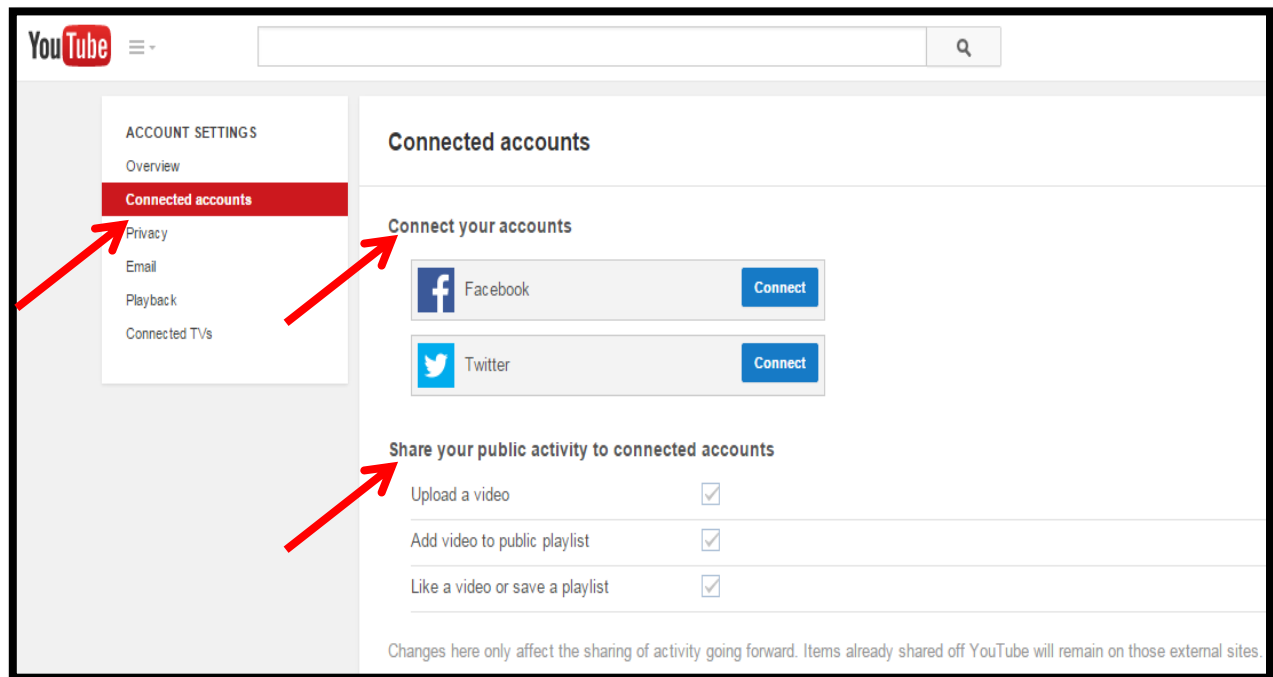 YouTube
ACCOUNT SETTINGS
Overview
Connected accounts
Privacy
Email
Playback
Connected TVs
Connected accounts
Connect your accounts
Facebook Connect
Twitter Connect
Share your public activity to connected accounts
Upload a video
Add video to public playlist
Like a video or save a playlist
Changes here only affect the sharing of activity going forward. Items already shared off YouTube will remain on those external sites.